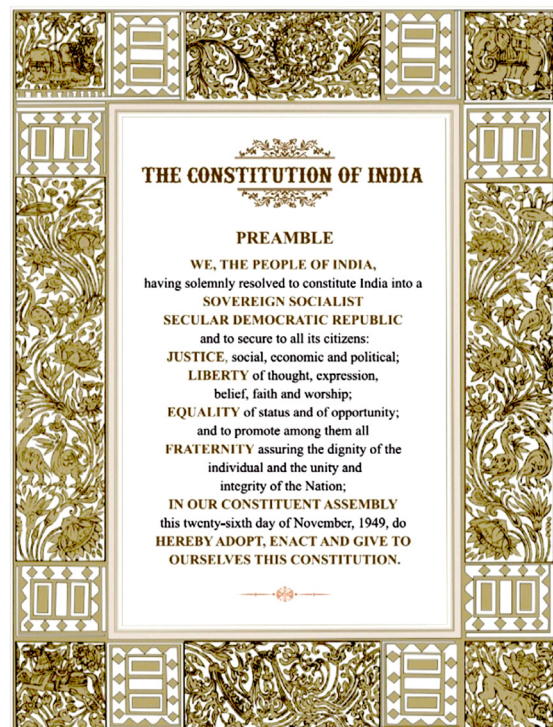 THE CONSTITUTION OF INDIA
PREAMBLE
WE, THE PEOPLE OF INDIA,
having solemnly resolved to constitute India into a
SOVEREIGN SOCIALIST
SECULAR DEMOCRATIC REPUBLIC
and to secure to all its citizens:
JUSTICE, social, economic and political;
LIBERTY of thought, expression,
belief, faith and worship;
EQUALITY of status and of opportunity;
and to promote among them all
FRATERNITY assuring the dignity of the
individual and the unity and
integrity of the Nation;
IN OUR CONSTITUENT ASSEMBLY
this twenty-sixth day of November, 1949, do
HEREBY ADOPT, ENACT AND GIVE TO
OURSELVES THIS CONSTITUTION.